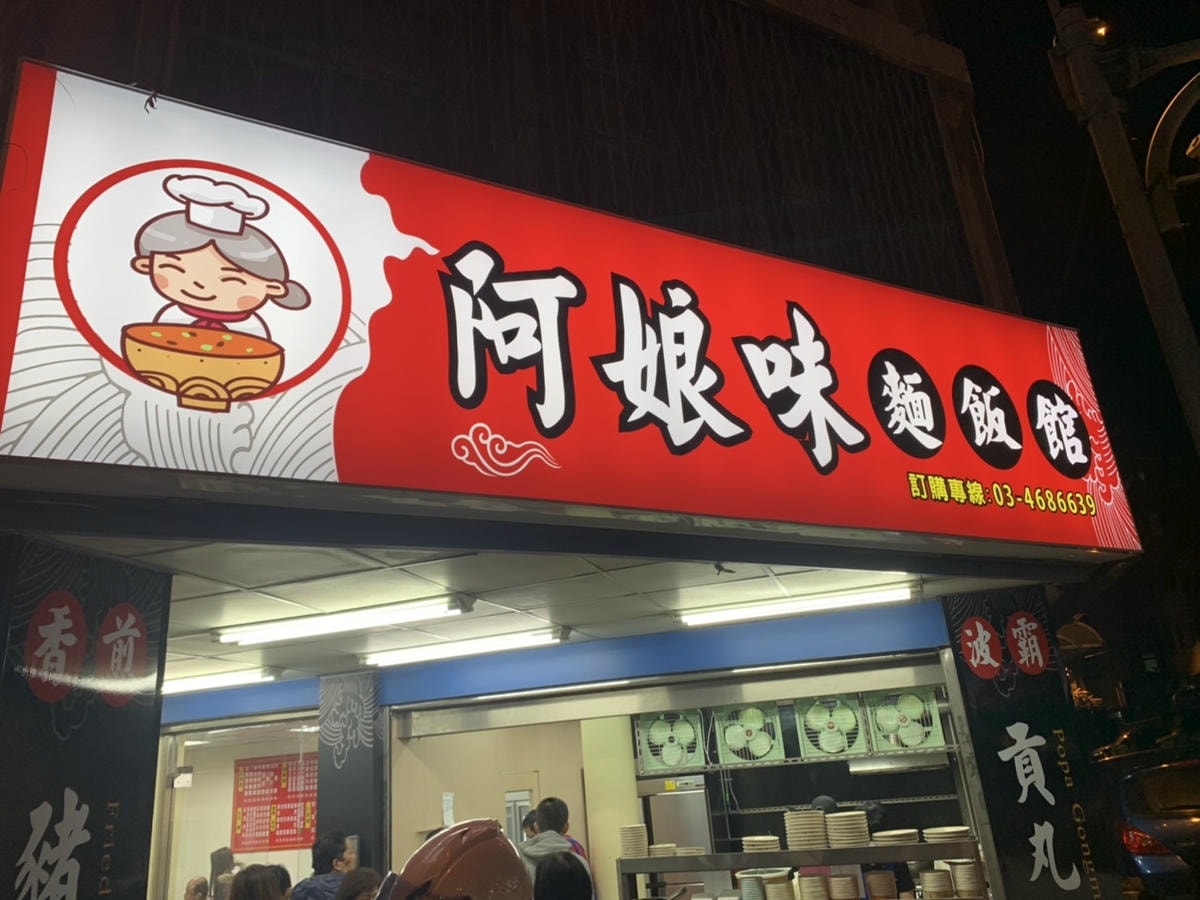 阿娘味麵飯館
訂購專線:03-4686639
香前
豬
Fried
波霸
貢丸
Popa Gong